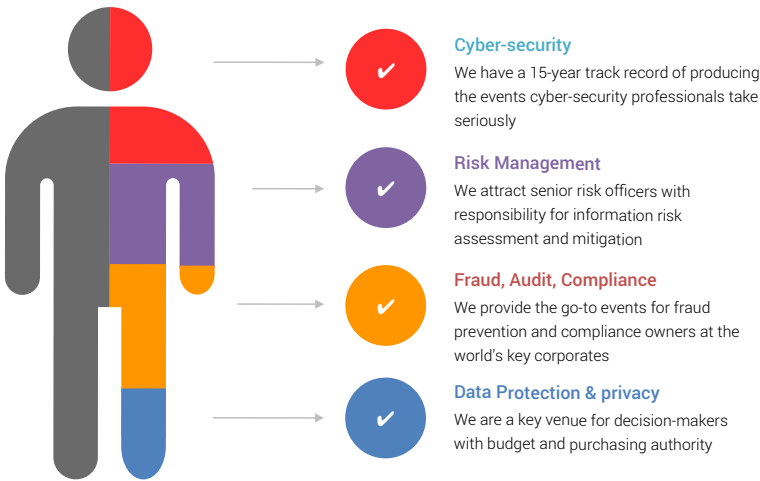 Cyber-security
We have a 15-year track record of producing
the events cyber-security professionals take
seriously
Risk Management
We attract senior risk officers with
responsibility for information risk
assessment and mitigation
Fraud, Audit, Compliance
We provide the go-to events for fraud
prevention and compliance owners at the
world's key corporates
Data Protection & privacy
We are a key venue for decision-makers
with budget and purchasing authority